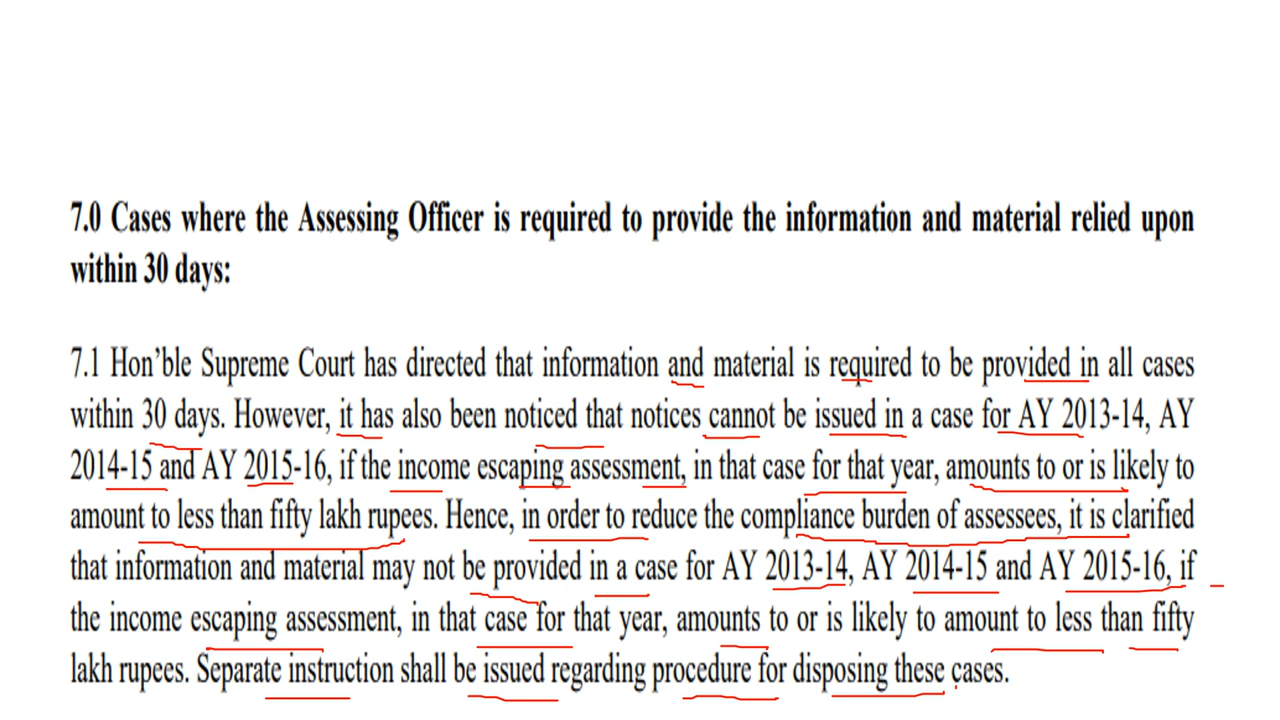 7.0 Cases where the Assessing Officer is required to provide the information and material relied upon
within 30 days:
7.1 Hon’ble Supreme Court has directed that information and material is required to be provided in all cases
within 30 days. However, it has also been noticed that notices cannot be issued in a case for AY 2013-14, AY
2014-15 and AY 2015-16, if the income escaping assessment, in that case for that year, amounts to or is likely to
amount to less than fifty lakh rupees. Hence, in order to reduce the compliance burden of assessees, it is clarified
that information and material may not be provided in a case for AY 2013-14, AY 2014-15 and AY 2015-16, if
the income escaping assessment, in that case for that year, amounts to or is likely to amount to less than fifty
lakh rupees. Separate instruction shall be issued regarding procedure for disposing these cases.